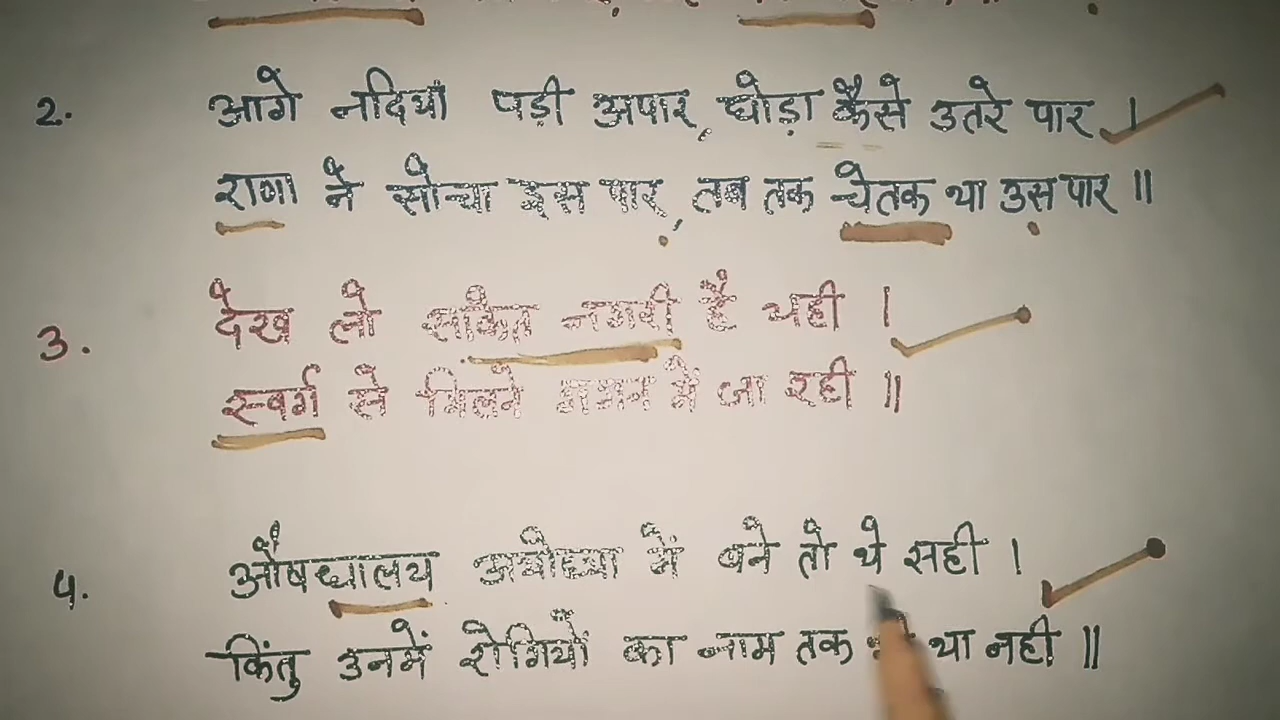 2. आगे नदियाँ पड़ी अपार, घोड़ा कैसे उतरे पार ।
राणा ने सोचा इस पार, तब तक चेतक था उस पार ॥
3. देख लो साकेत नगरी है यही ।
स्वर्ग से मिलने गगन में जा रही ॥
4. औषधालय अयोध्या में बने तो थे सही ।
किंतु उनमें रोगियों का नाम तक था नही ॥